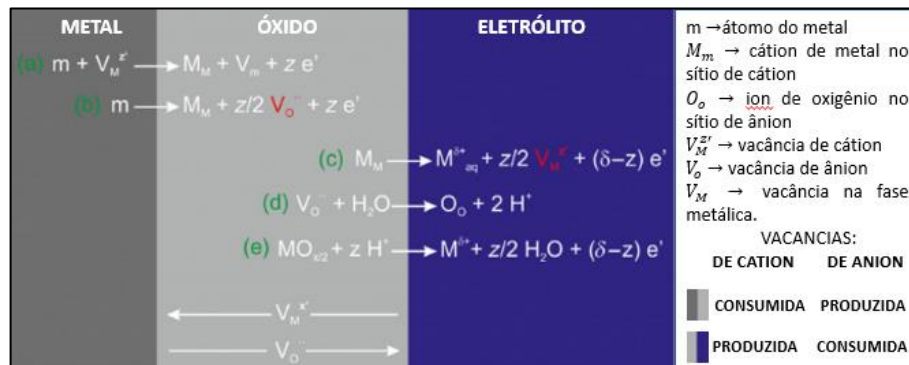 METAL
ÓXIDO
ELETRÓLITO
(a) m + V_M^z' → M_M + V_m + z e'
(b) m → M_M + z/2 V_O^¨ + z e'
(c) M_M → M^δ+_aq + z/2 V_M^z' + (δ−z) e'
(d) V_O^¨ + H₂O → O_O + 2 H⁺
(e) MO_z/2 + z H⁺ → M^δ+ + z/2 H₂O + (δ−z) e'
V_M^z'
V_O^¨
m →átomo do metal
M_m → cátion de metal no
sítio de cátion
O_o → ion de oxigênio no
sítio de ânion
V_M^z' → vacância de cátion
V_o → vacância de ânion
V_M → vacância na fase
metálica.
VACANCIAS:
DE CATION DE ANION
CONSUMIDA PRODUZIDA
PRODUZIDA CONSUMIDA